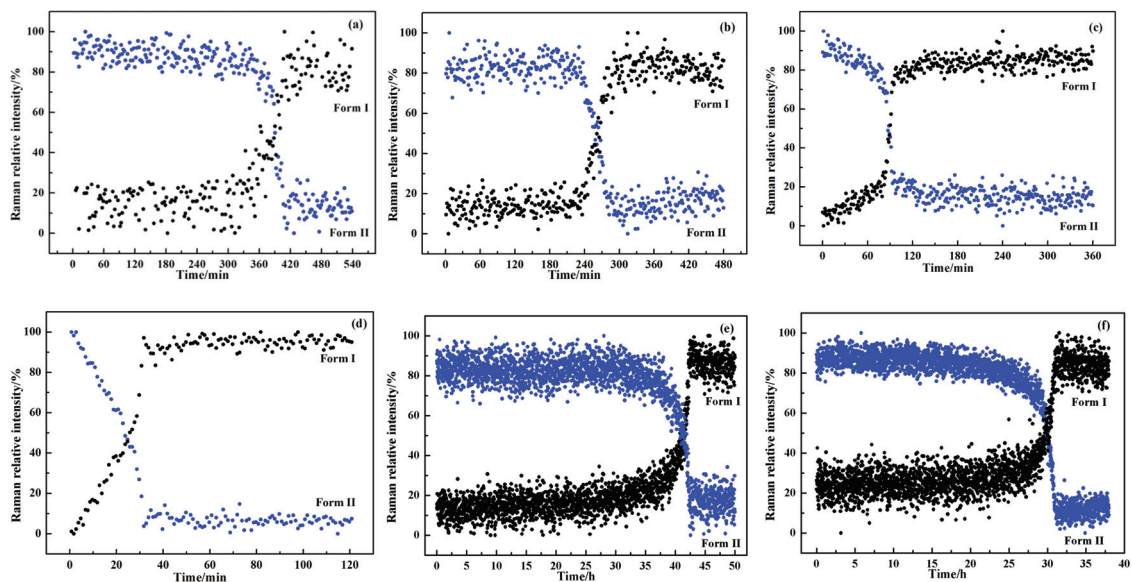 (a)
Raman relative intensity/%
100
80
60
40
20
0
Form I
Form II
0 60 120 180 240 300 360 420 480 540
Time/min
(b)
Raman relative intensity/%
100
80
60
40
20
0
Form I
Form II
0 60 120 180 240 300 360 420 480
Time/min
(c)
Raman relative intensity/%
100
80
60
40
20
0
Form I
Form II
0 60 120 180 240 300 360
Time/min
(d)
Raman relative intensity/%
100
80
60
40
20
0
Form I
Form II
0 20 40 60 80 100 120
Time/min
(e)
Raman relative intensity/%
100
80
60
40
20
0
Form I
Form II
0 5 10 15 20 25 30 35 40 45 50
Time/h
(f)
Raman relative intensity/%
100
80
60
40
20
0
Form I
Form II
0 5 10 15 20 25 30 35 40
Time/h